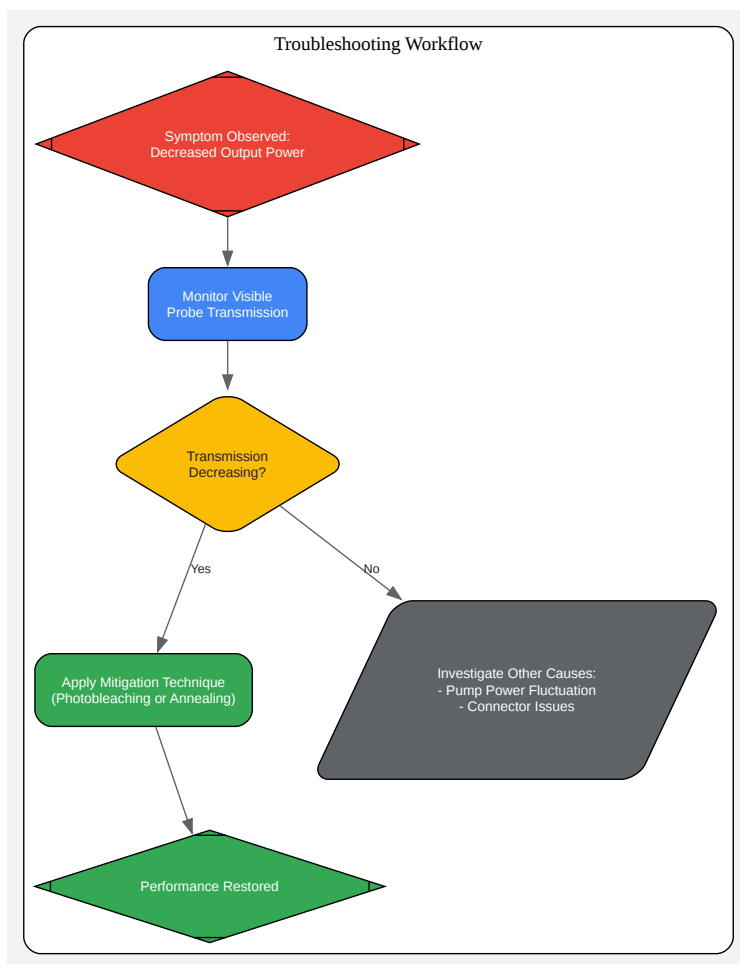 Troubleshooting Workflow
Symptom Observed:
Decreased Output Power
Monitor Visible
Probe Transmission
Transmission
Decreasing?
Yes
No
Apply Mitigation Technique
(Photobleaching or Annealing)
Investigate Other Causes:
- Pump Power Fluctuation
- Connector Issues
Performance Restored